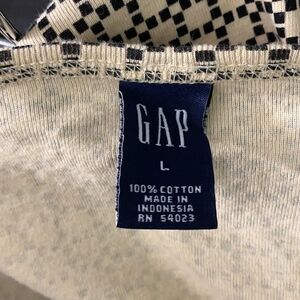 GAP
L
100% COTTON
MADE IN
INDONESIA
RN 54023